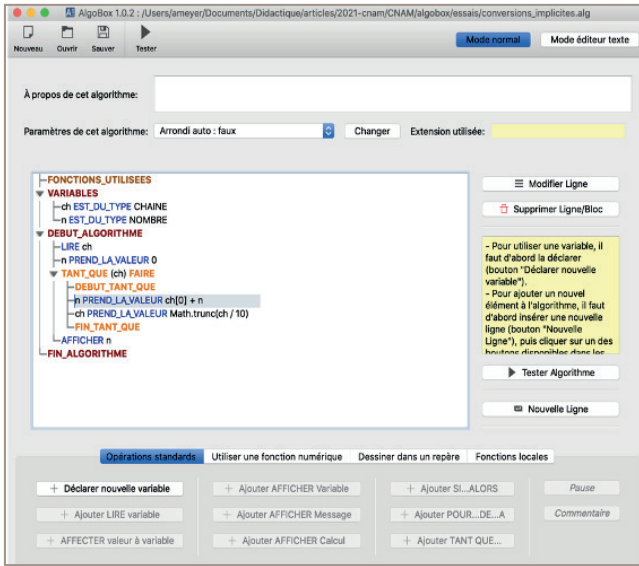 AlgoBox 1.0.2 : /Users/ameyer/Documents/Didactique/articles/2021-cnam/CNAM/algobox/essais/conversions_implicites.alg
Nouveau Ouvrir Sauver Tester
Mode normal Mode éditeur texte
À propos de cet algorithme:
Paramètres de cet algorithme: Arrondi auto : faux Changer Extension utilisée:
FONCTIONS_UTILISEES
VARIABLES
ch EST_DU_TYPE CHAINE
n EST_DU_TYPE NOMBRE
DEBUT_ALGORITHME
LIRE ch
n PREND_LA_VALEUR 0
TANT_QUE (ch) FAIRE
DEBUT_TANT_QUE
n PREND_LA_VALEUR ch[0] + n
ch PREND_LA_VALEUR Math.trunc(ch / 10)
FIN_TANT_QUE
AFFICHER n
FIN_ALGORITHME
Modifier Ligne
Supprimer Ligne/Bloc
- Pour utiliser une variable, il
faut d'abord la déclarer
(bouton "Déclarer nouvelle
variable").
- Pour ajouter un nouvel
élément à l'algorithme, il faut
d'abord insérer une nouvelle
ligne (bouton "Nouvelle
Ligne"), puis cliquer sur un des
boutons disponibles dans les
Tester Algorithme
Nouvelle Ligne
Opérations standards Utiliser une fonction numérique Dessiner dans un repère Fonctions locales
+ Déclarer nouvelle variable + Ajouter AFFICHER Variable + Ajouter SI...ALORS Pause
+ Ajouter LIRE variable + Ajouter AFFICHER Message + Ajouter POUR...DE...A Commentaire
+ AFFECTER valeur à variable + Ajouter AFFICHER Calcul + Ajouter TANT QUE...